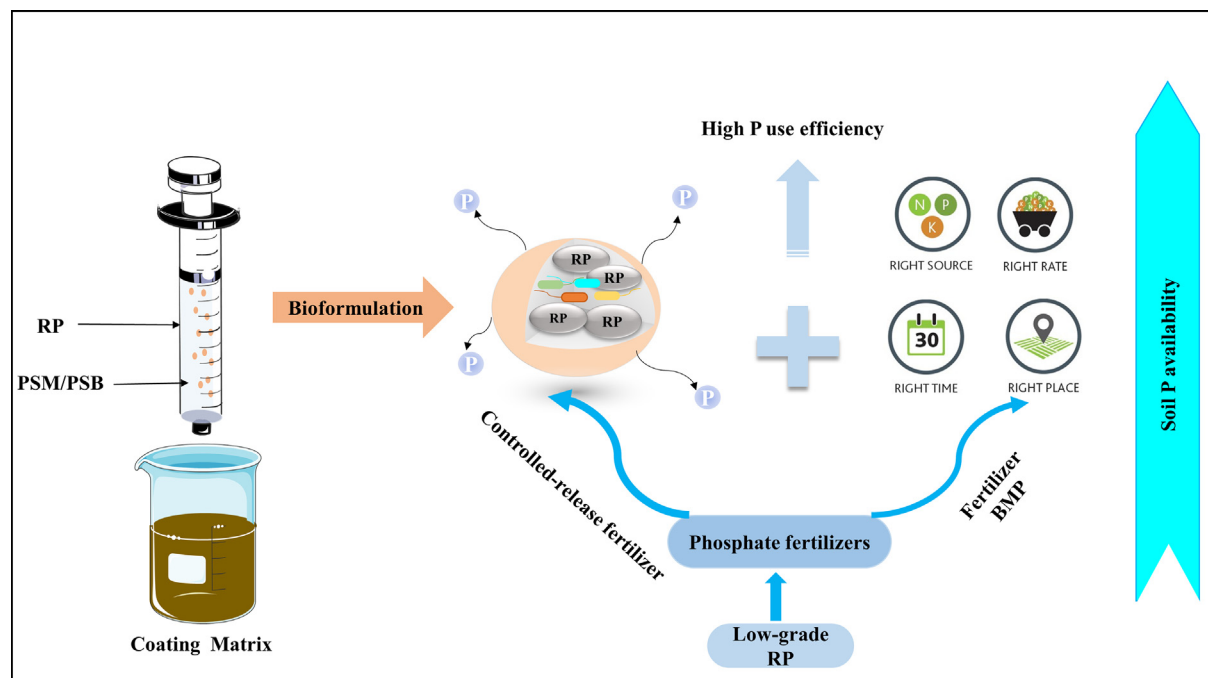 RP
PSM/PSB
Coating Matrix
Bioformulation
P
P
P
P
RP
RP
RP
RP
High P use efficiency
N
P
K
RIGHT SOURCE
RIGHT RATE
30
RIGHT TIME
RIGHT PLACE
Controlled-release fertilizer
Fertilizer
BMP
Phosphate fertilizers
Low-grade
RP
Soil P availability